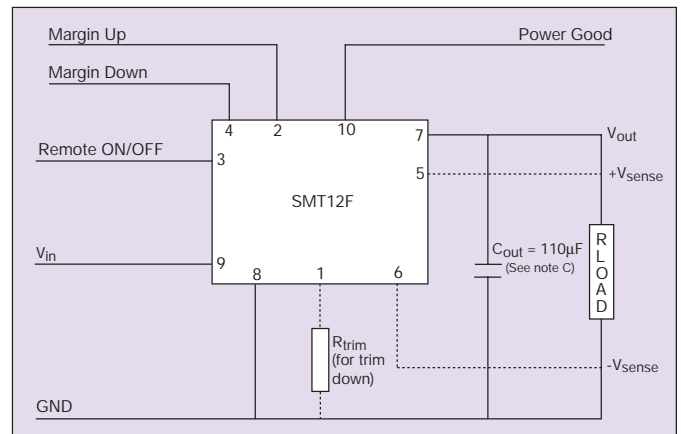 Margin Up
Power Good
Margin Down
4 2 10
7
Vout
Remote ON/OFF
3
5
+Vsense
SMT12F
Vin
9
Cout = 110µF
(See note C)
RLOAD
8 1 6
Rtrim
(for trim
down)
-Vsense
GND